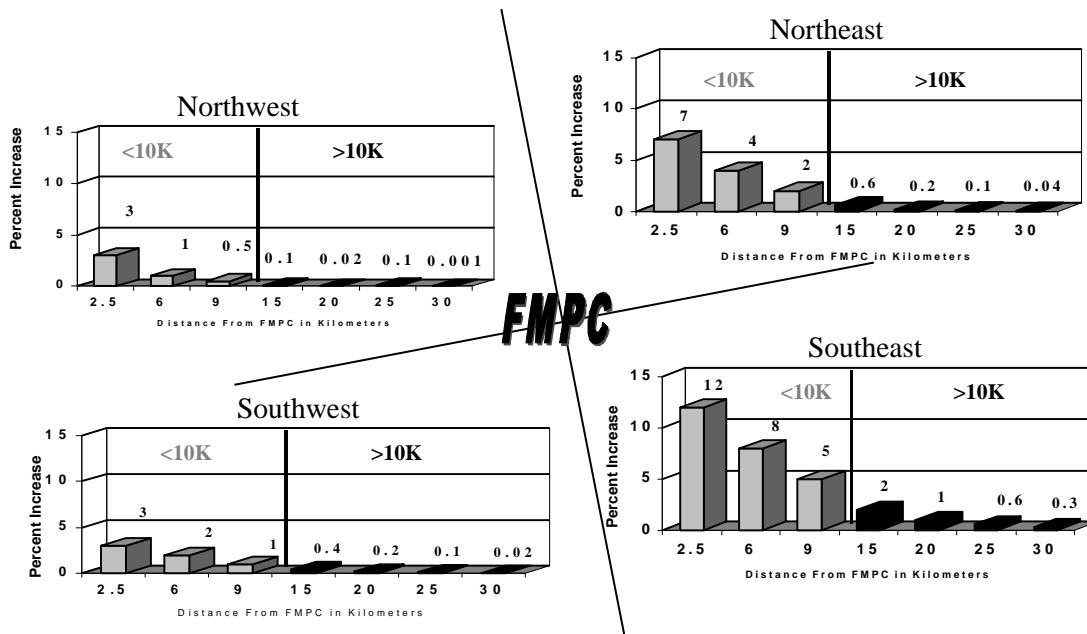 Northwest
Percent Increase
15
10
5
0
<10K
>10K
3
1
0.5
0.1
0.02
0.1
0.001
2.5 6 9 15 20 25 30
Distance From FMPC in Kilometers
Northeast
Percent Increase
15
10
5
0
<10K
>10K
7
4
2
0.6
0.2
0.1
0.04
2.5 6 9 15 20 25 30
Distance From FMPC in Kilometers
FMPC
Southwest
Percent Increase
15
10
5
0
<10K
>10K
3
2
1
0.4
0.2
0.1
0.02
2.5 6 9 15 20 25 30
Distance From FMPC in Kilometers
Southeast
Percent Increase
15
10
5
0
<10K
>10K
12
8
5
2
1
0.6
0.3
2.5 6 9 15 20 25 30
Distance From FMPC in Kilometers